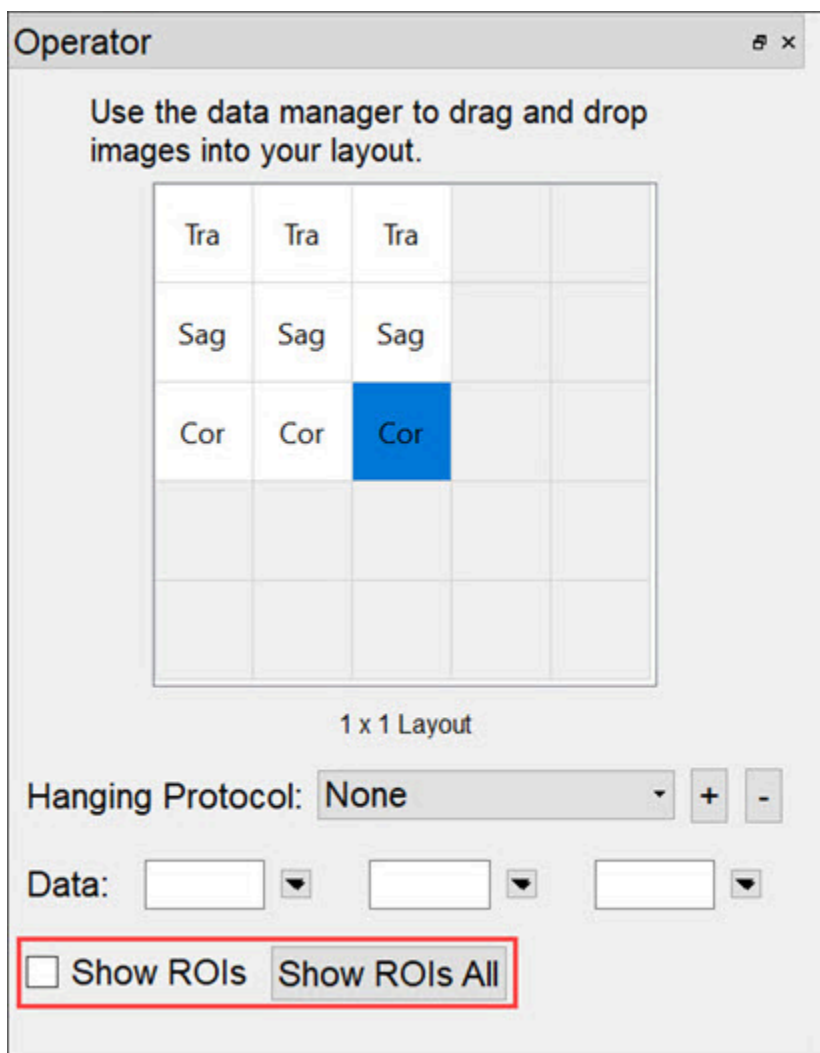 Operator
Use the data manager to drag and drop
images into your layout.
Tra Tra Tra
Sag Sag Sag
Cor Cor Cor
1 x 1 Layout
Hanging Protocol: None + -
Data:
Show ROIs Show ROIs All